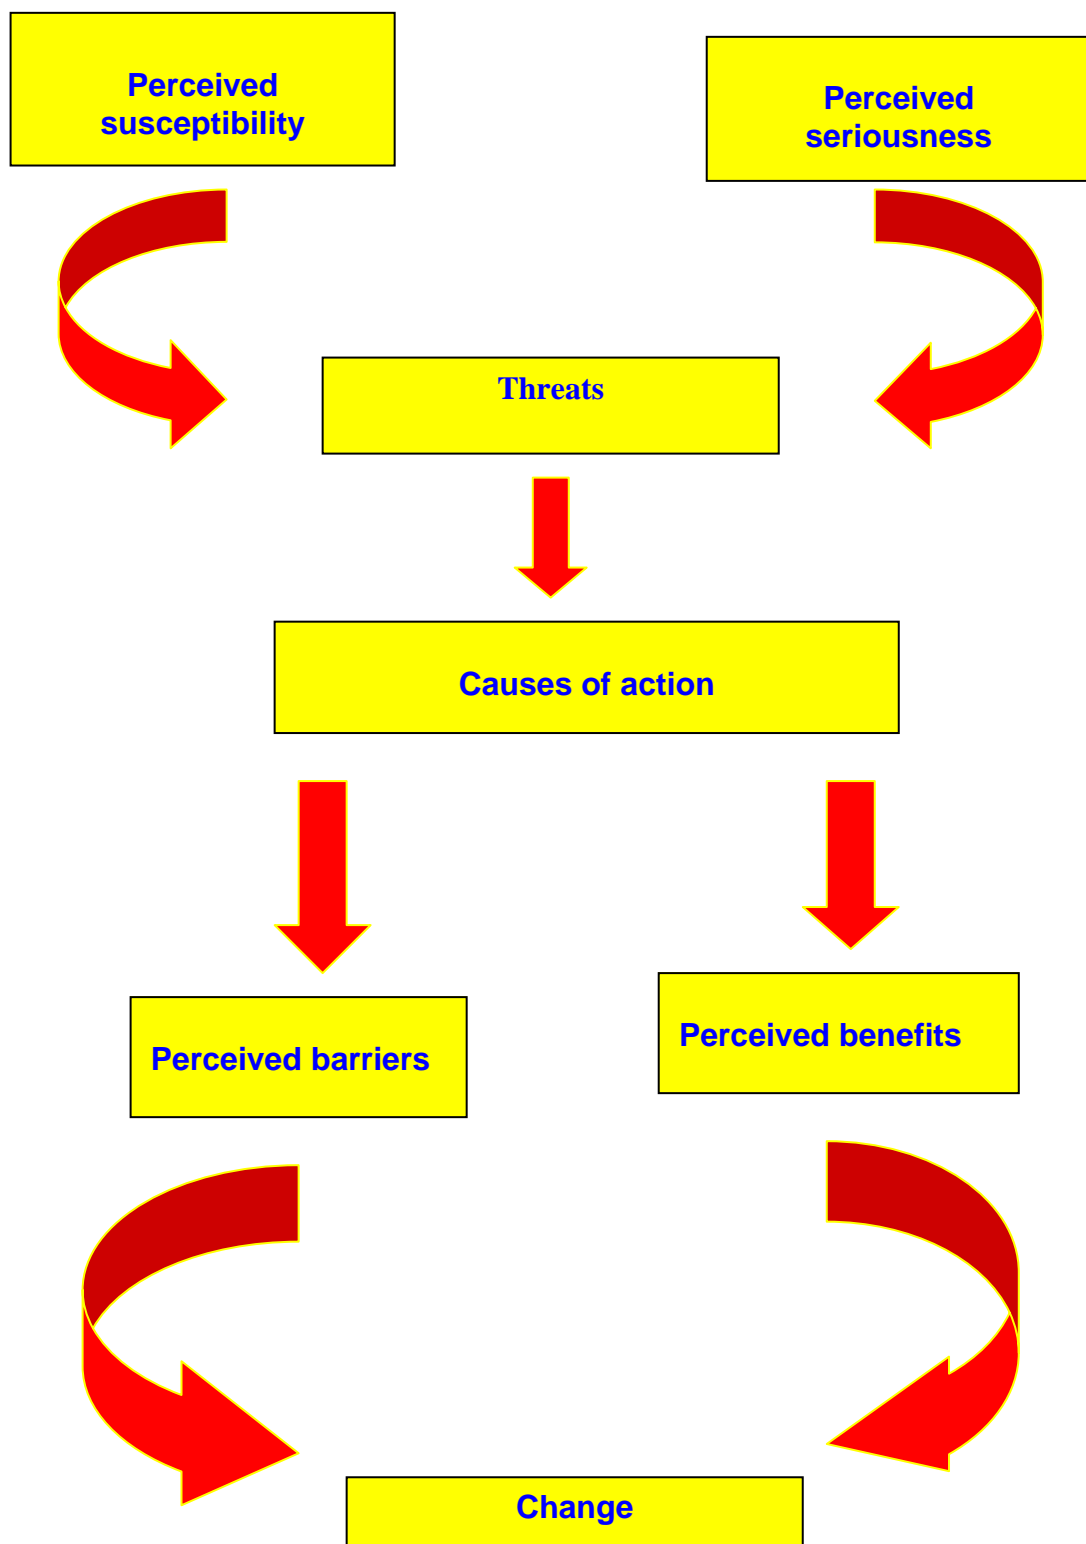 Perceived
susceptibility
Perceived
seriousness
Threats
Causes of action
Perceived barriers
Perceived benefits
Change